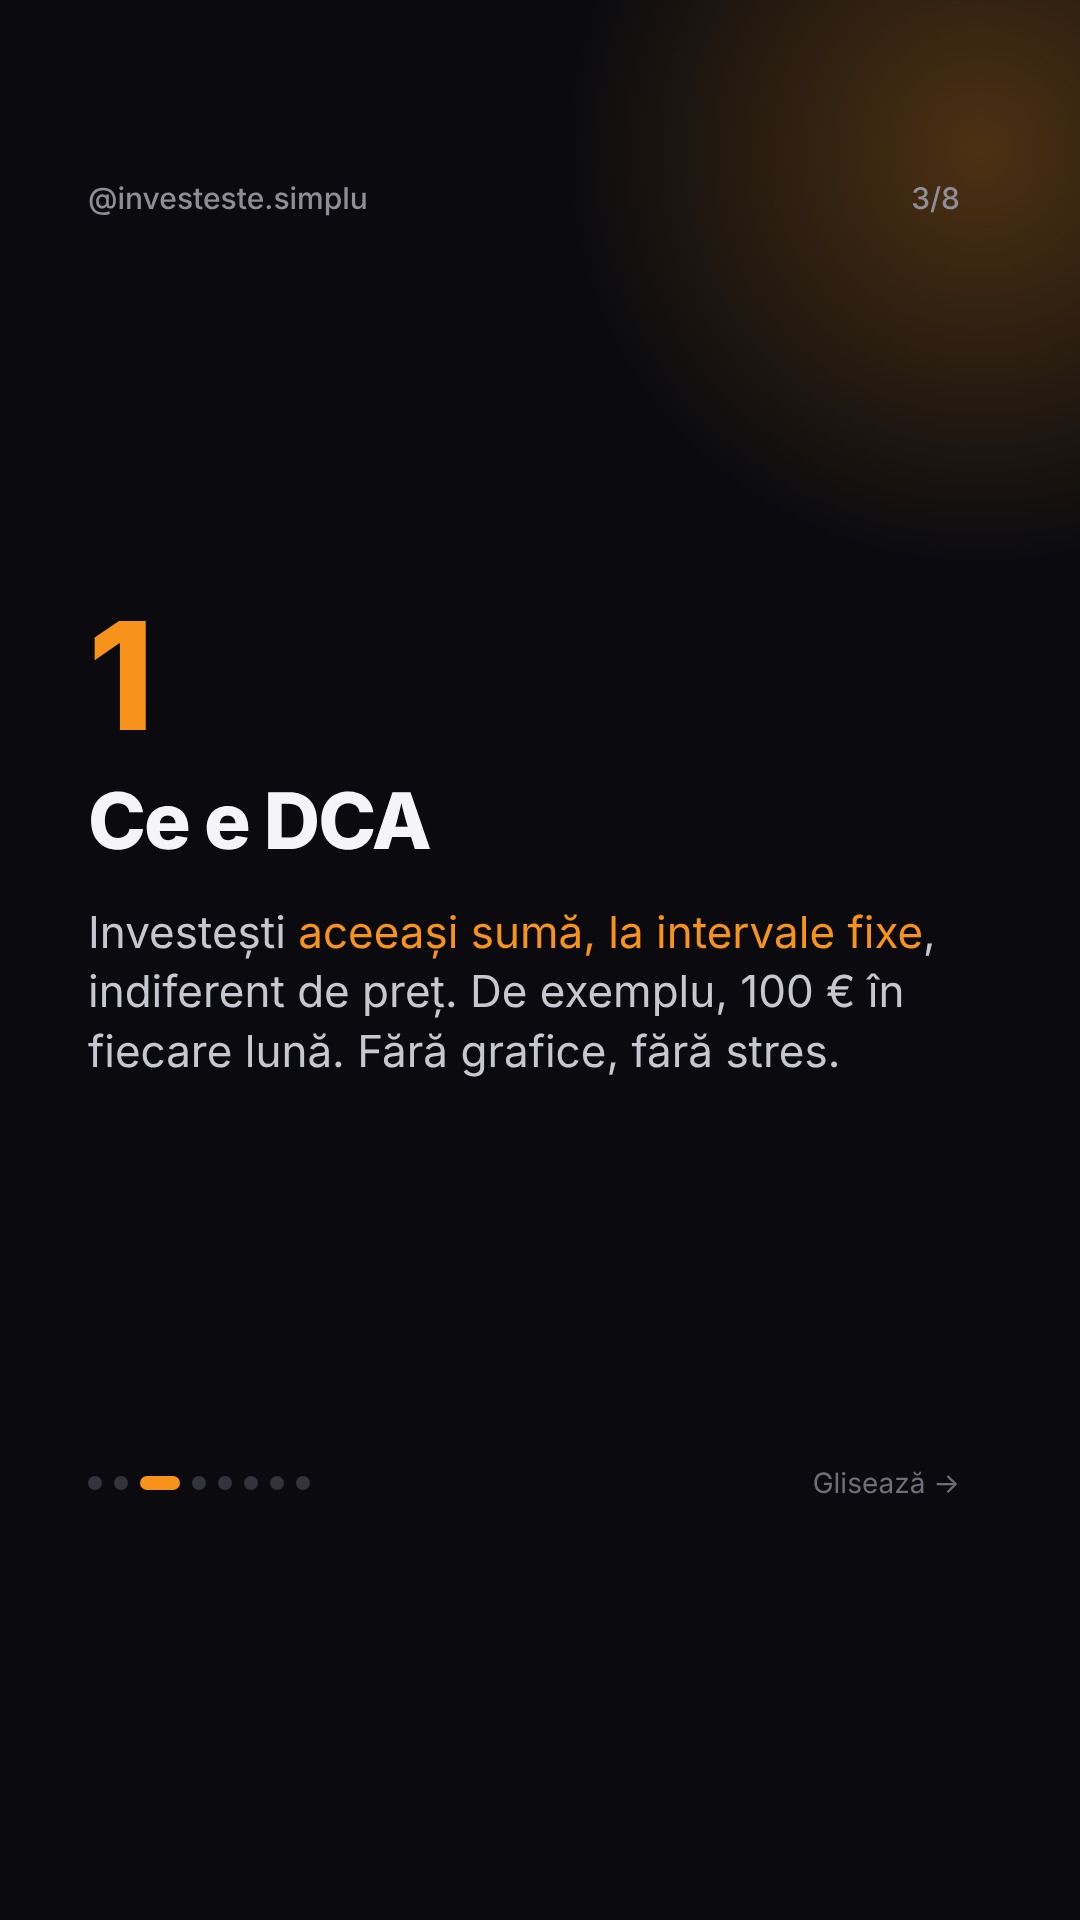 @investeste.simplu
3/8
1
Ce e DCA
Investești aceeași sumă, la intervale fixe,
indiferent de preț. De exemplu, 100 € în
fiecare lună. Fără grafice, fără stres.
Glisează →